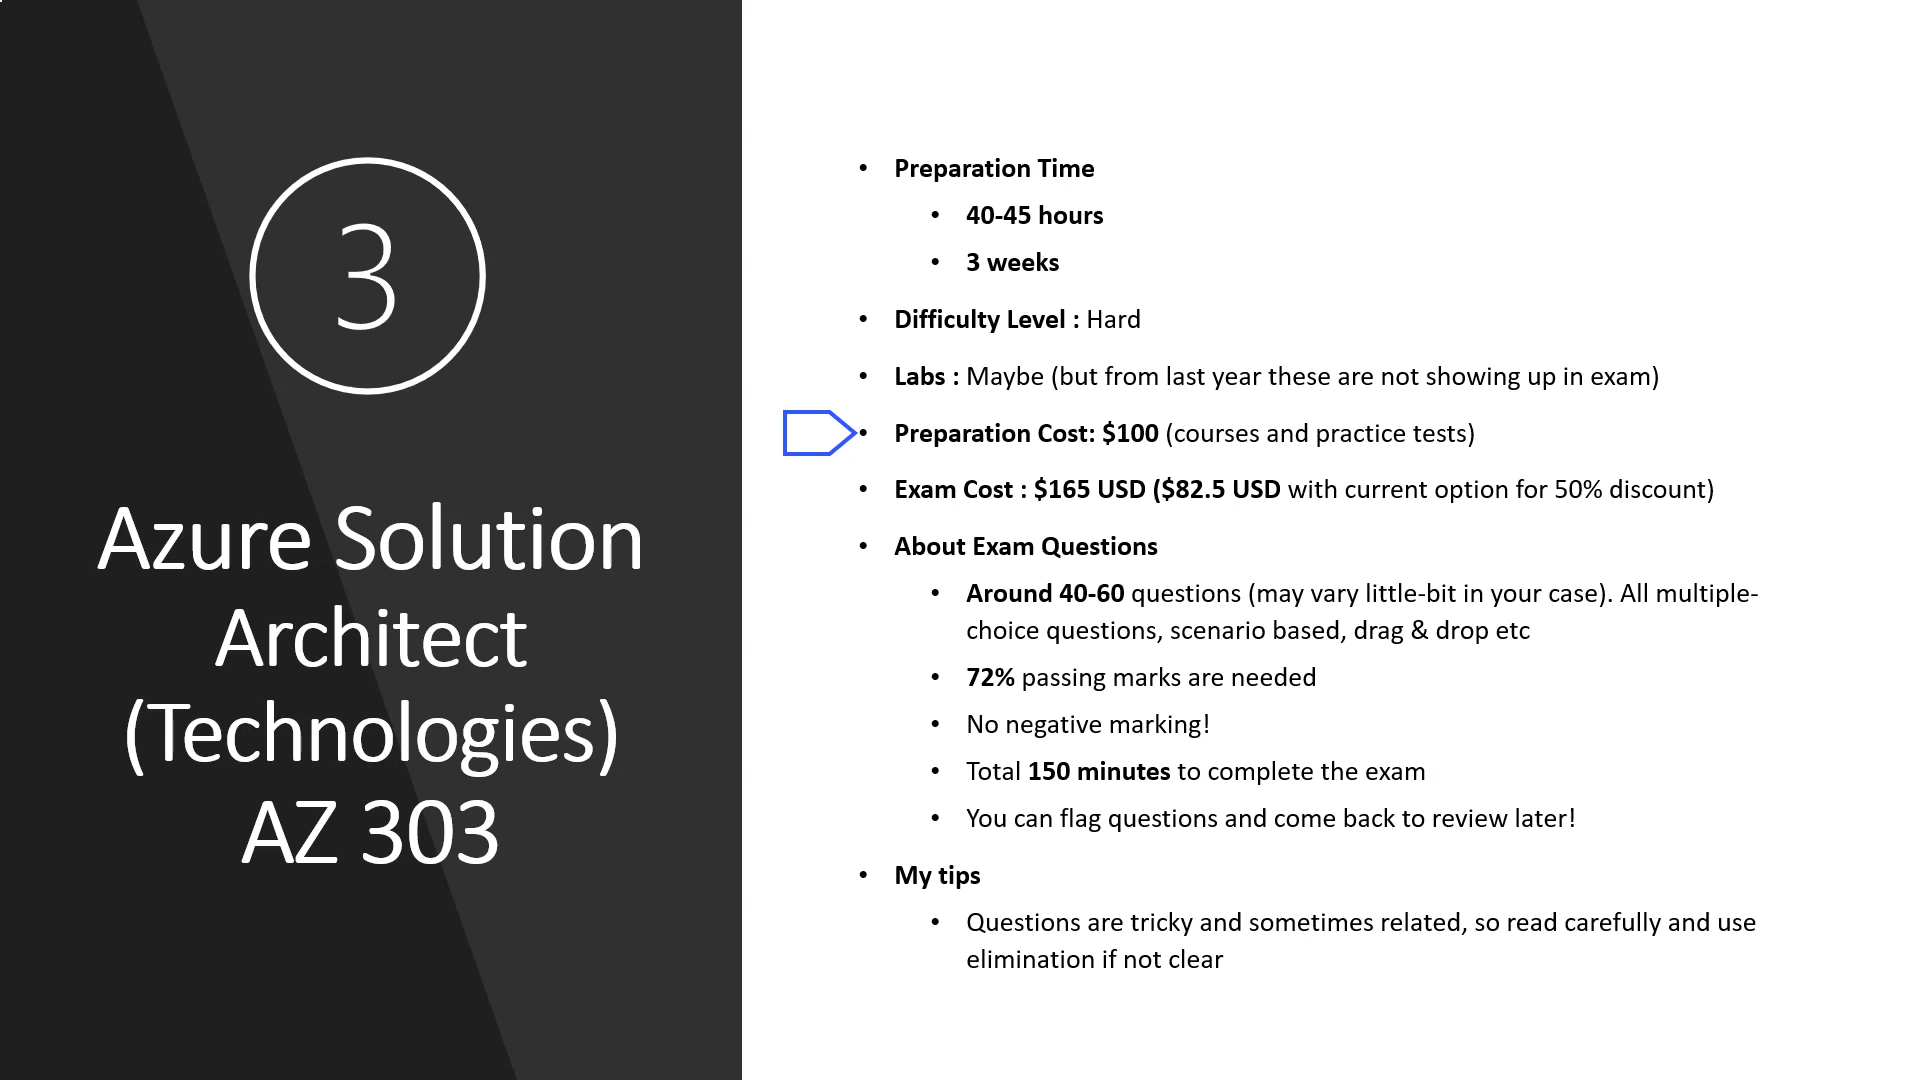 3
Azure Solution
Architect
(Technologies)
AZ 303
• Preparation Time
• 40-45 hours
• 3 weeks
• Difficulty Level : Hard
• Labs : Maybe (but from last year these are not showing up in exam)
• Preparation Cost: $100 (courses and practice tests)
• Exam Cost : $165 USD ($82.5 USD with current option for 50% discount)
• About Exam Questions
• Around 40-60 questions (may vary little-bit in your case). All multiple-
choice questions, scenario based, drag & drop etc
• 72% passing marks are needed
• No negative marking!
• Total 150 minutes to complete the exam
• You can flag questions and come back to review later!
• My tips
• Questions are tricky and sometimes related, so read carefully and use
elimination if not clear